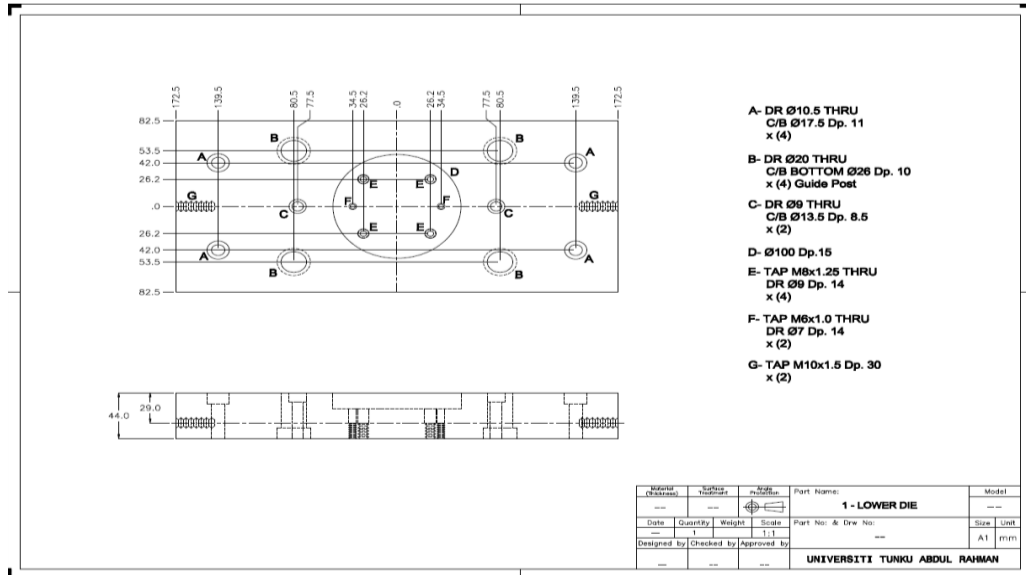 172.5
139.5
80.5
77.5
34.5
26.2
.0
26.2
34.5
77.5
80.5
139.5
172.5
82.5
53.5
42.0
26.2
.0
26.2
42.0
53.5
82.5
B
B
A
A
D
E
E
G
G
F
F
C
C
E
E
A
A
B
B
A- DR Ø10.5 THRU
C/B Ø17.5 Dp. 11
x (4)
B- DR Ø20 THRU
C/B BOTTOM Ø26 Dp. 10
x (4) Guide Post
C- DR Ø9 THRU
C/B Ø13.5 Dp. 8.5
x (2)
D- Ø100 Dp.15
E- TAP M8x1.25 THRU
DR Ø9 Dp. 14
x (4)
F- TAP M6x1.0 THRU
DR Ø7 Dp. 14
x (2)
G- TAP M10x1.5 Dp. 30
x (2)
44.0
29.0
Material (Thickness)
Surface Treatment
Angle Protection
Part Name:
1 - LOWER DIE
Model
-- -- --
Date Quantity Weight Scale
-- 1 1:1
Part No: & Drw No:
--
Size Unit
A1 mm
Designed by Checked by Approved by
-- -- --
UNIVERSITI TUNKU ABDUL RAHMAN